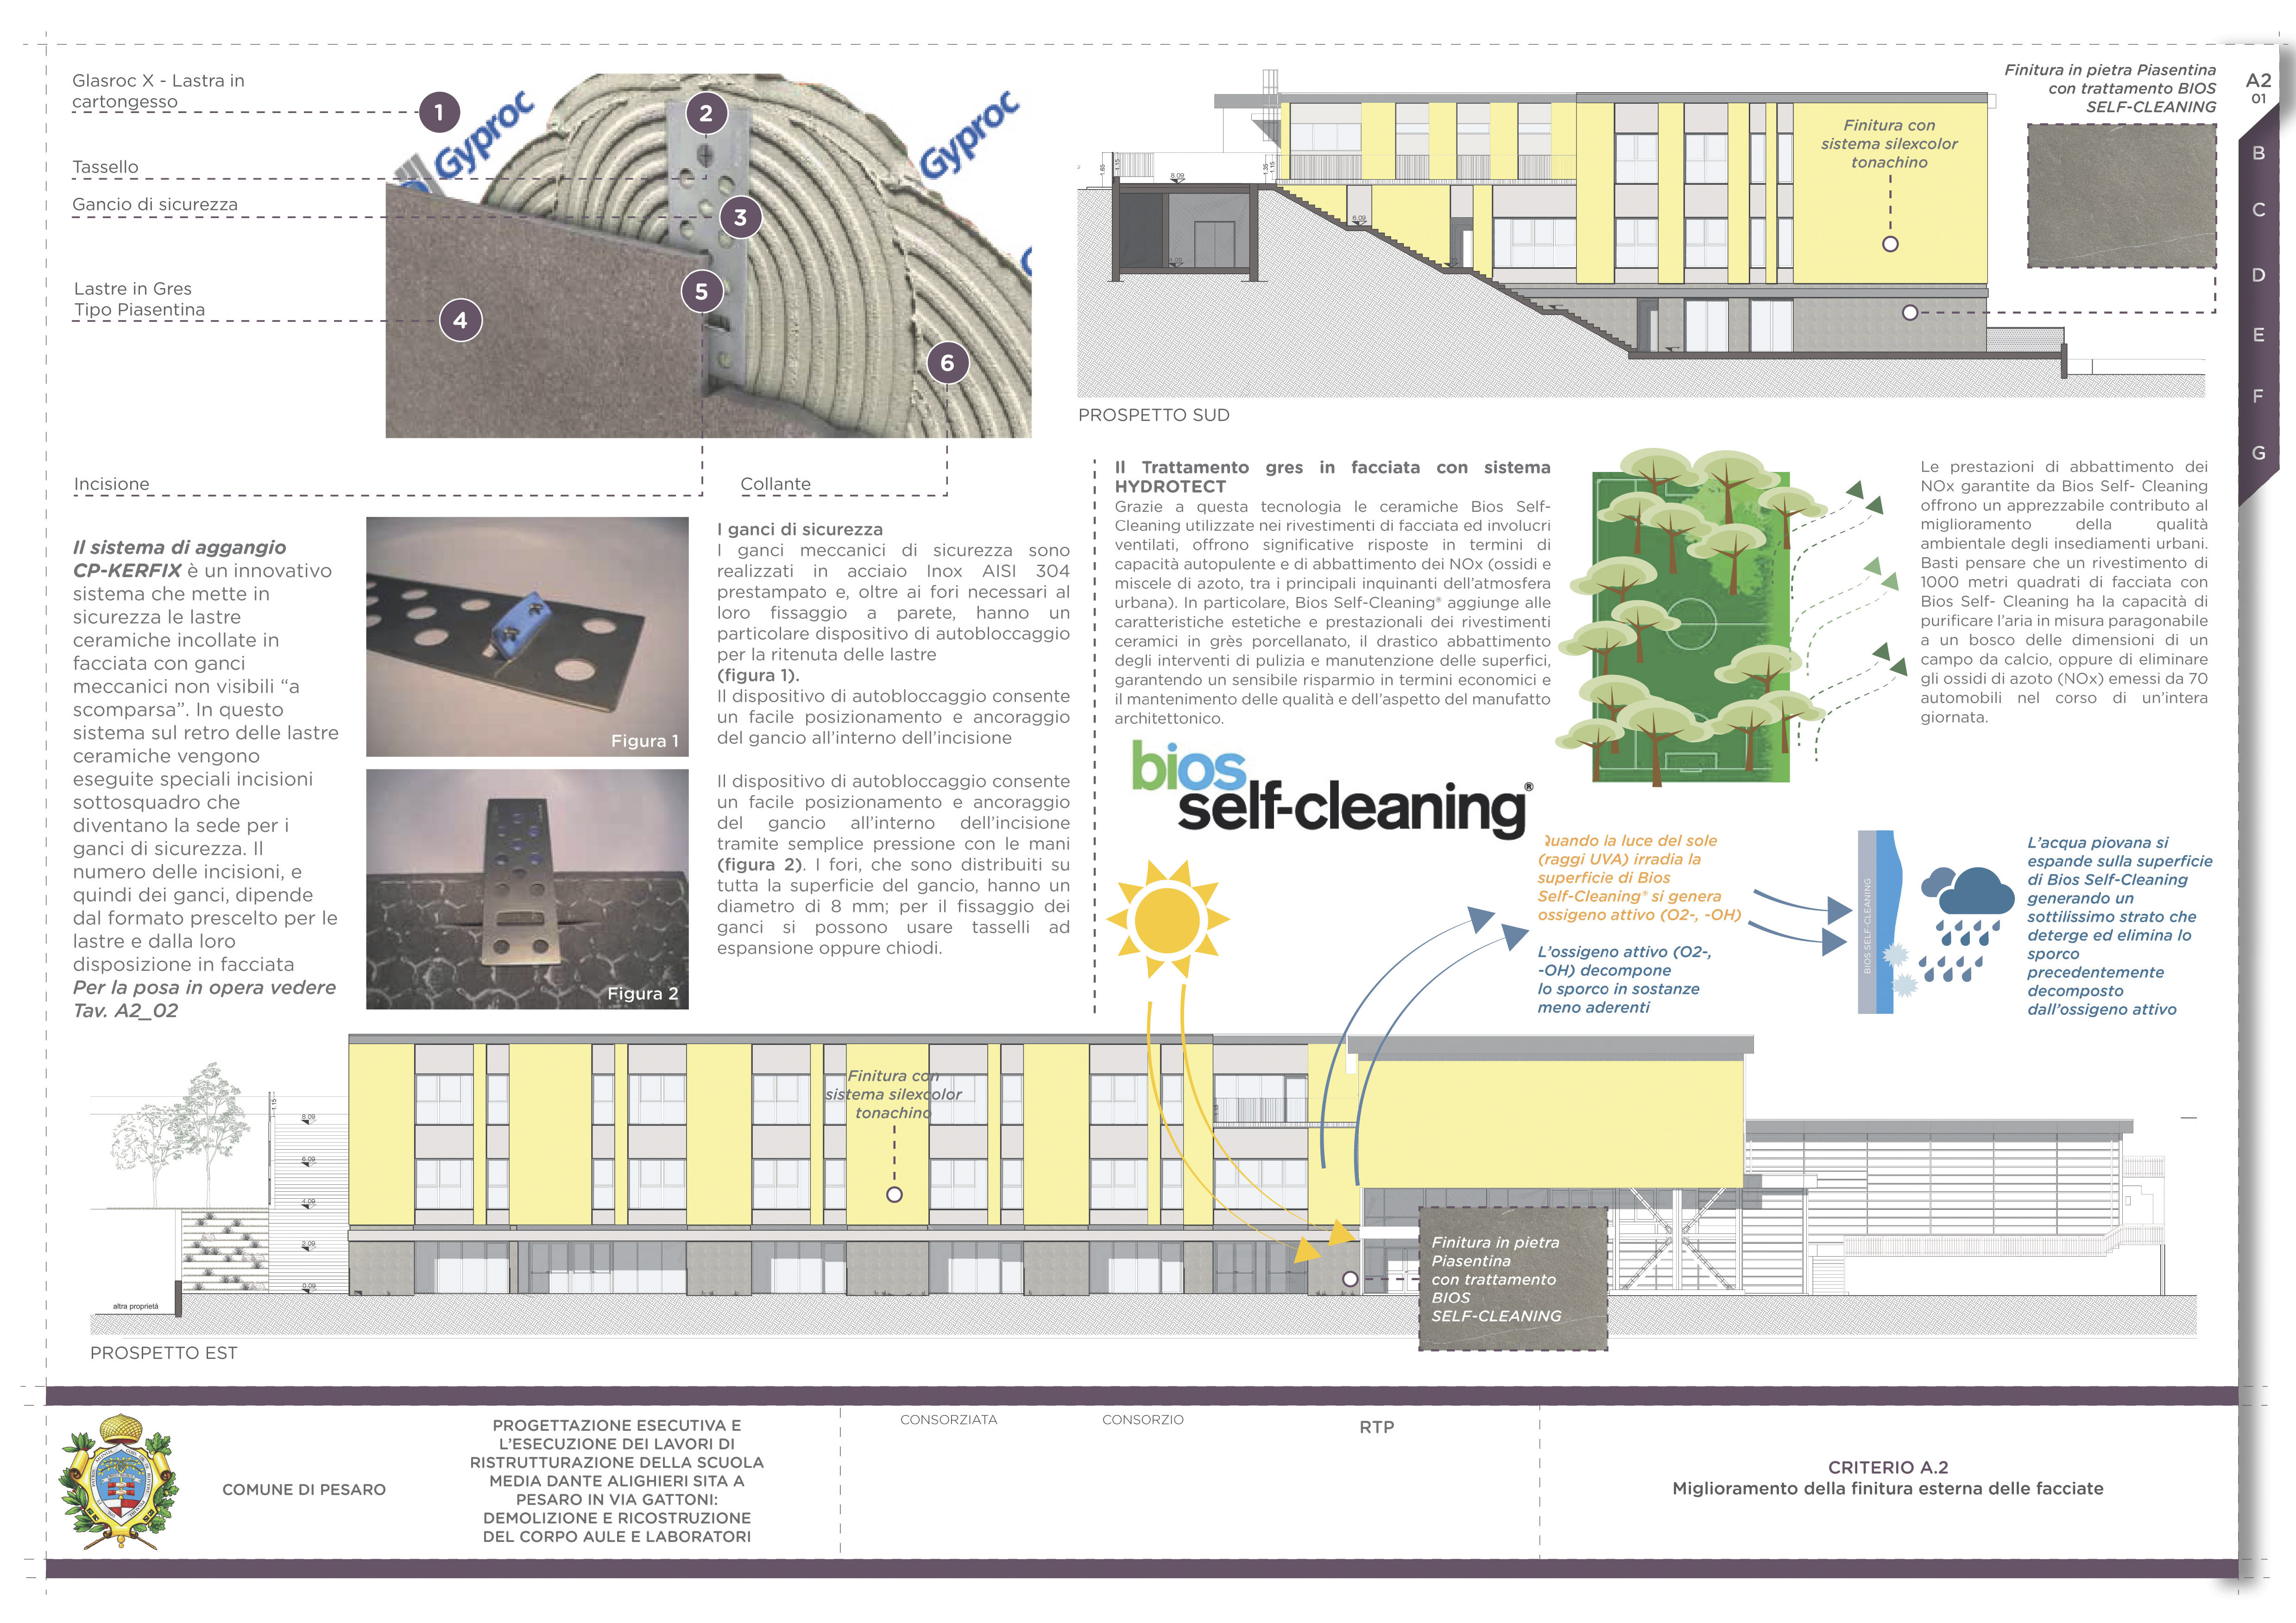 Glasroc X - Lastra in
cartongesso
1
Tassello
2
Gancio di sicurezza
3
Lastre in Gres
Tipo Piasentina
4
5
6
Gyproc
Gyproc
Incisione
Collante
Il sistema di aggangio
CP-KERFIX è un innovativo
sistema che mette in
sicurezza le lastre
ceramiche incollate in
facciata con ganci
meccanici non visibili “a
scomparsa”. In questo
sistema sul retro delle lastre
ceramiche vengono
eseguite speciali incisioni
sottosquadro che
diventano la sede per i
ganci di sicurezza. Il
numero delle incisioni, e
quindi dei ganci, dipende
dal formato prescelto per le
lastre e dalla loro
disposizione in facciata
Per la posa in opera vedere
Tav. A2_02
Figura 1
Figura 2
I ganci di sicurezza
I ganci meccanici di sicurezza sono
realizzati in acciaio Inox AISI 304
prestampato e, oltre ai fori necessari al
loro fissaggio a parete, hanno un
particolare dispositivo di autobloccaggio
per la ritenuta delle lastre
(figura 1).
Il dispositivo di autobloccaggio consente
un facile posizionamento e ancoraggio
del gancio all’interno dell’incisione
Il dispositivo di autobloccaggio consente
un facile posizionamento e ancoraggio
del gancio all’interno dell’incisione
tramite semplice pressione con le mani
(figura 2). I fori, che sono distribuiti su
tutta la superficie del gancio, hanno un
diametro di 8 mm; per il fissaggio dei
ganci si possono usare tasselli ad
espansione oppure chiodi.
Finitura in pietra Piasentina
con trattamento BIOS
SELF-CLEANING
Finitura con
sistema silexcolor
tonachino
1.65
1.15
8.09
1.35
1.15
6.09
PROSPETTO SUD
A2
01
B
C
D
E
F
G
Il Trattamento gres in facciata con sistema
HYDROTECT
Grazie a questa tecnologia le ceramiche Bios Self-
Cleaning utilizzate nei rivestimenti di facciata ed involucri
ventilati, offrono significative risposte in termini di
capacità autopulente e di abbattimento dei NOx (ossidi e
miscele di azoto, tra i principali inquinanti dell’atmosfera
urbana). In particolare, Bios Self-Cleaning® aggiunge alle
caratteristiche estetiche e prestazionali dei rivestimenti
ceramici in grès porcellanato, il drastico abbattimento
degli interventi di pulizia e manutenzione delle superfici,
garantendo un sensibile risparmio in termini economici e
il mantenimento delle qualità e dell’aspetto del manufatto
architettonico.
Le prestazioni di abbattimento dei
NOx garantite da Bios Self- Cleaning
offrono un apprezzabile contributo al
miglioramento della qualità
ambientale degli insediamenti urbani.
Basti pensare che un rivestimento di
1000 metri quadrati di facciata con
Bios Self- Cleaning ha la capacità di
purificare l’aria in misura paragonabile
a un bosco delle dimensioni di un
campo da calcio, oppure di eliminare
gli ossidi di azoto (NOx) emessi da 70
automobili nel corso di un’intera
giornata.
bios
self-cleaning®
Quando la luce del sole
(raggi UVA) irradia la
superficie di Bios
Self-Cleaning® si genera
ossigeno attivo (O2-, -OH)
L’ossigeno attivo (O2-,
-OH) decompone
lo sporco in sostanze
meno aderenti
BIOS SELF-CLEANING
L’acqua piovana si
espande sulla superficie
di Bios Self-Cleaning
generando un
sottilissimo strato che
deterge ed elimina lo
sporco
precedentemente
decomposto
dall’ossigeno attivo
Finitura con
sistema silexcolor
tonachino
1.15
8.09
6.09
4.09
2.09
0.09
altra proprietà
Finitura in pietra
Piasentina
con trattamento
BIOS
SELF-CLEANING
PROSPETTO EST
COMUNE DI PESARO
PROGETTAZIONE ESECUTIVA E
L’ESECUZIONE DEI LAVORI DI
RISTRUTTURAZIONE DELLA SCUOLA
MEDIA DANTE ALIGHIERI SITA A
PESARO IN VIA GATTONI:
DEMOLIZIONE E RICOSTRUZIONE
DEL CORPO AULE E LABORATORI
CONSORZIATA
CONSORZIO
RTP
CRITERIO A.2
Miglioramento della finitura esterna delle facciate